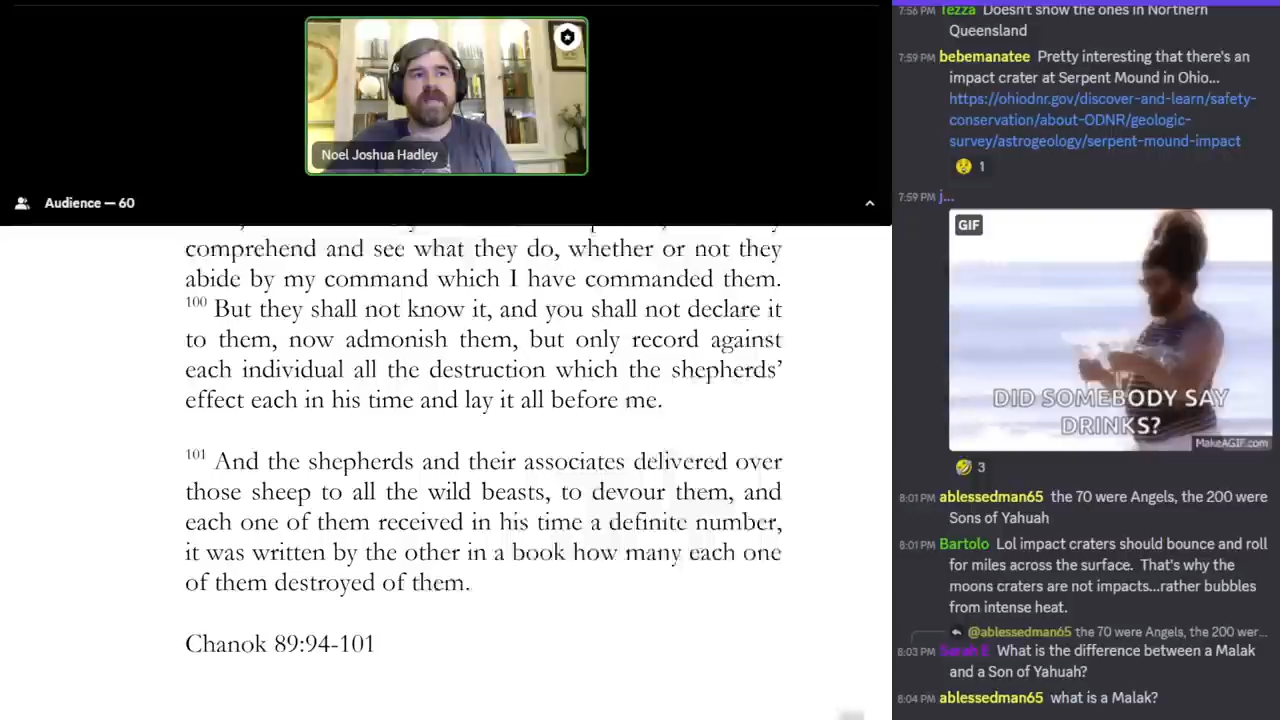 Noel Joshua Hadley
Audience — 60
comprehend and see what they do, whether or not they
abide by my command which I have commanded them.
100 But they shall not know it, and you shall not declare it
to them, now admonish them, but only record against
each individual all the destruction which the shepherds’
effect each in his time and lay it all before me.
101 And the shepherds and their associates delivered over
those sheep to all the wild beasts, to devour them, and
each one of them received in his time a definite number,
it was written by the other in a book how many each one
of them destroyed of them.
Chanok 89:94-101
7:56 PM Tezza Doesn't show the ones in Northern
Queensland
7:59 PM bebemanatee Pretty interesting that there's an
impact crater at Serpent Mound in Ohio...
https://ohiodnr.gov/discover-and-learn/safety-
conservation/about-ODNR/geologic-
survey/astrogeology/serpent-mound-impact
1
7:59 PM j...
GIF
DID SOMEBODY SAY
DRINKS?
MakeAGIF.com
3
8:01 PM ablessedman65 the 70 were Angels, the 200 were
Sons of Yahuah
8:01 PM Bartolo Lol impact craters should bounce and roll
for miles across the surface. That's why the
moons craters are not impacts...rather bubbles
from intense heat.
@ablessedman65 the 70 were Angels, the 200 wer...
8:03 PM Sarah E What is the difference between a Malak
and a Son of Yahuah?
8:04 PM ablessedman65 what is a Malak?